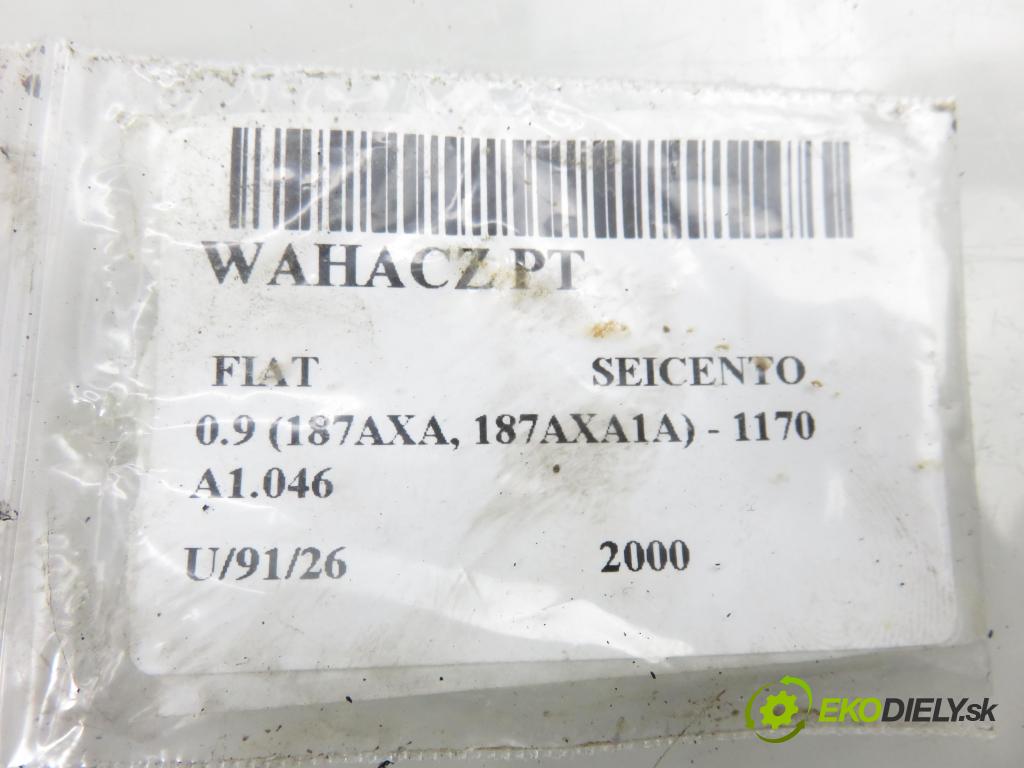 WAHACZ PT
FIAT SEICENTO
0.9 (187AXA, 187AXA1A) - 1170
A1.046
U/91/26 2000
EKODIELY.sk